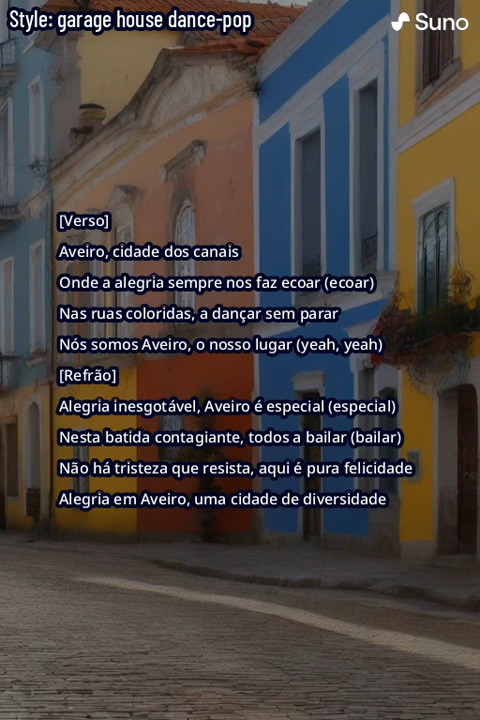 Style: garage house dance-pop
Suno
[Verso]
Aveiro, cidade dos canais
Onde a alegria sempre nos faz ecoar (ecoar)
Nas ruas coloridas, a dançar sem parar
Nós somos Aveiro, o nosso lugar (yeah, yeah)
[Refrão]
Alegria inesgotável, Aveiro é especial (especial)
Nesta batida contagiante, todos a bailar (bailar)
Não há tristeza que resista, aqui é pura felicidade
Alegria em Aveiro, uma cidade de diversidade